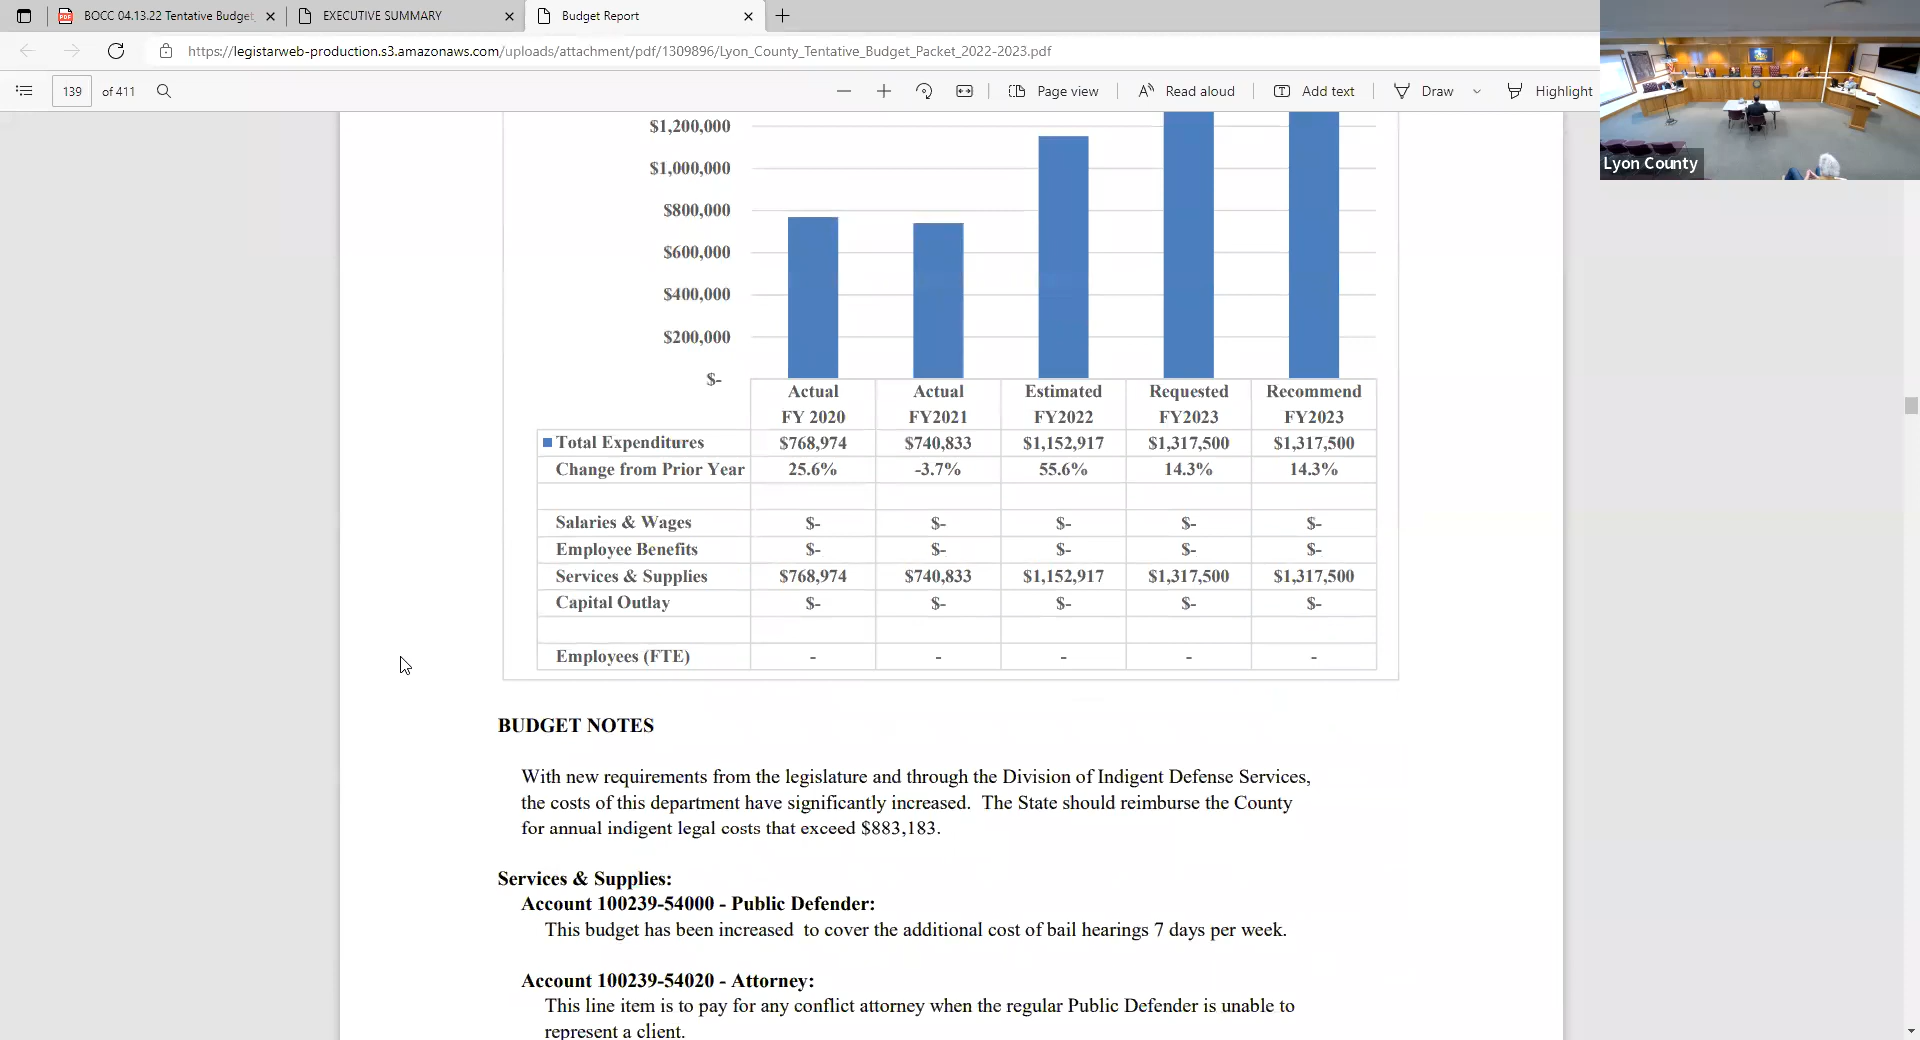 BOCC 04.13.22 Tentative Budget
EXECUTIVE SUMMARY
Budget Report
https://legistarweb-production.s3.amazonaws.com/uploads/attachment/pdf/1309896/Lyon_County_Tentative_Budget_Packet_2022-2023.pdf
139 of 411
Page view
Read aloud
Add text
Draw
Highlight
Lyon County
$1,200,000
$1,000,000
$800,000
$600,000
$400,000
$200,000
$-
Actual Actual Estimated Requested Recommend
FY 2020 FY2021 FY2022 FY2023 FY2023
Total Expenditures $768,974 $740,833 $1,152,917 $1,317,500 $1,317,500
Change from Prior Year 25.6% -3.7% 55.6% 14.3% 14.3%
Salaries & Wages $- $- $- $- $-
Employee Benefits $- $- $- $- $-
Services & Supplies $768,974 $740,833 $1,152,917 $1,317,500 $1,317,500
Capital Outlay $- $- $- $- $-
Employees (FTE) - - - - -
BUDGET NOTES
With new requirements from the legislature and through the Division of Indigent Defense Services,
the costs of this department have significantly increased.  The State should reimburse the County
for annual indigent legal costs that exceed $883,183.
Services & Supplies:
Account 100239-54000 - Public Defender:
This budget has been increased  to cover the additional cost of bail hearings 7 days per week.
Account 100239-54020 - Attorney:
This line item is to pay for any conflict attorney when the regular Public Defender is unable to
represent a client.